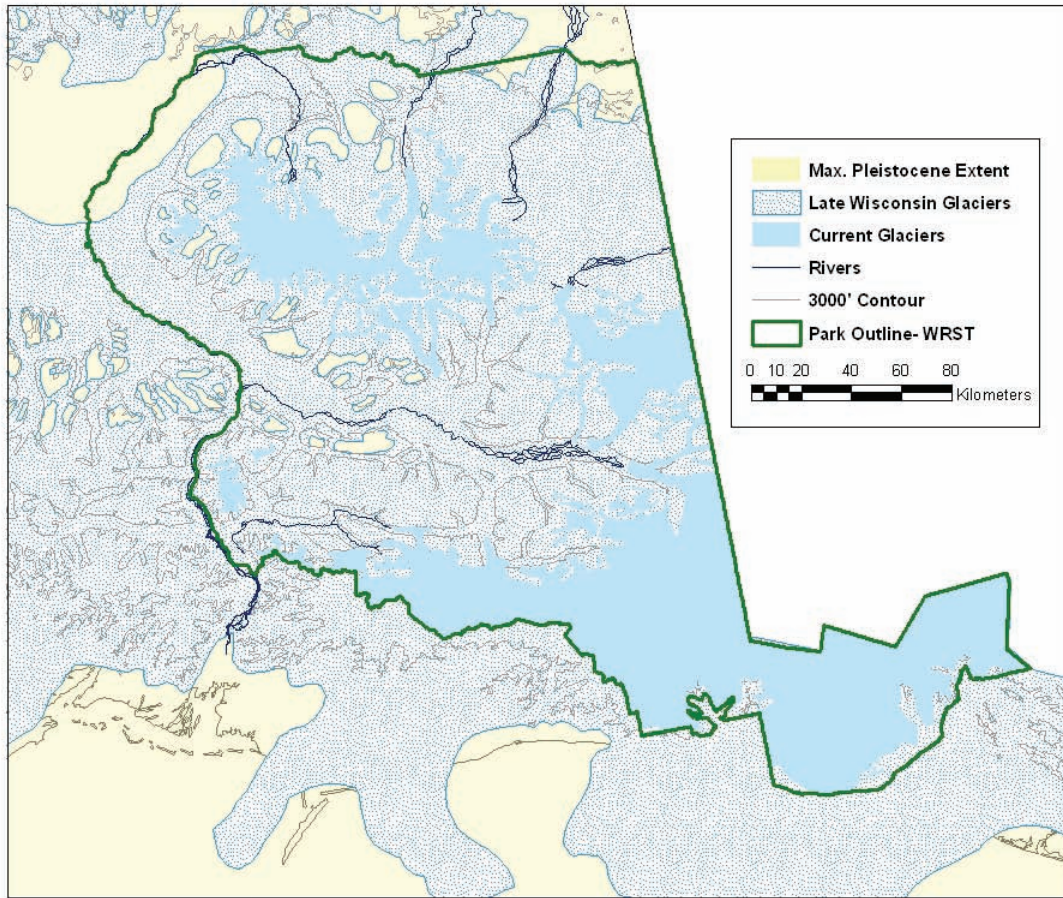 Max. Pleistocene Extent
Late Wisconsin Glaciers
Current Glaciers
Rivers
3000' Contour
Park Outline- WRST
0 10 20 40 60 80
Kilometers